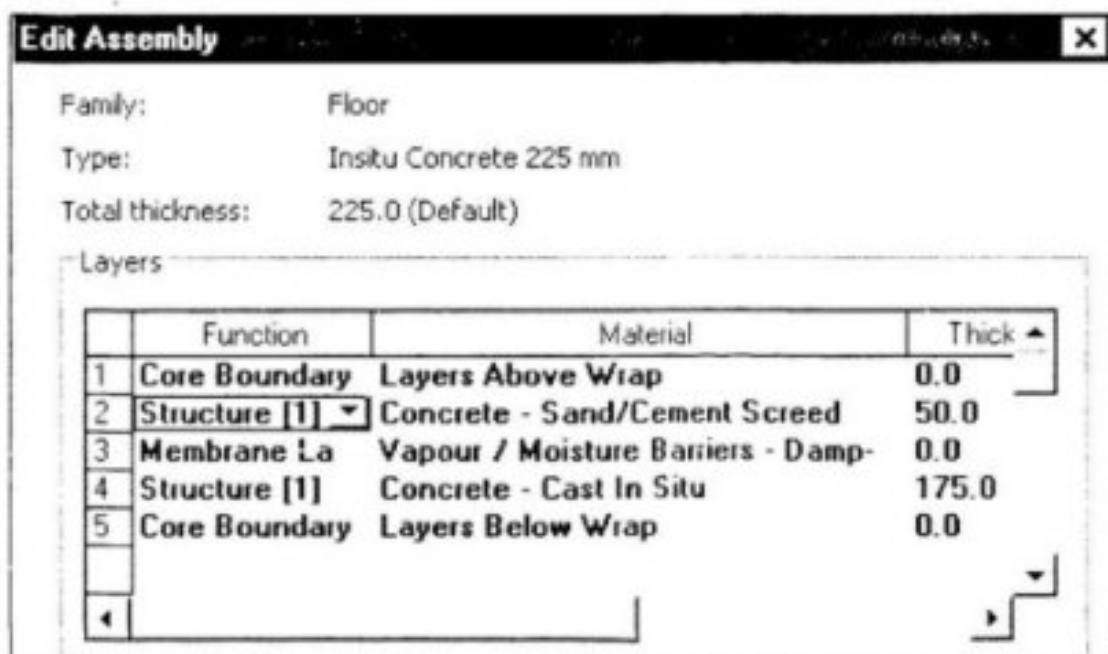 Edit Assembly
Family: Floor
Type: Insitu Concrete 225 mm
Total thickness: 225.0 (Default)
Layers
Function Material Thick
1 Core Boundary Layers Above Wrap 0.0
2 Structure [1] Concrete - Sand/Cement Screed 50.0
3 Membrane La Vapour / Moisture Barriers - Damp- 0.0
4 Structure [1] Concrete - Cast In Situ 175.0
5 Core Boundary Layers Below Wrap 0.0